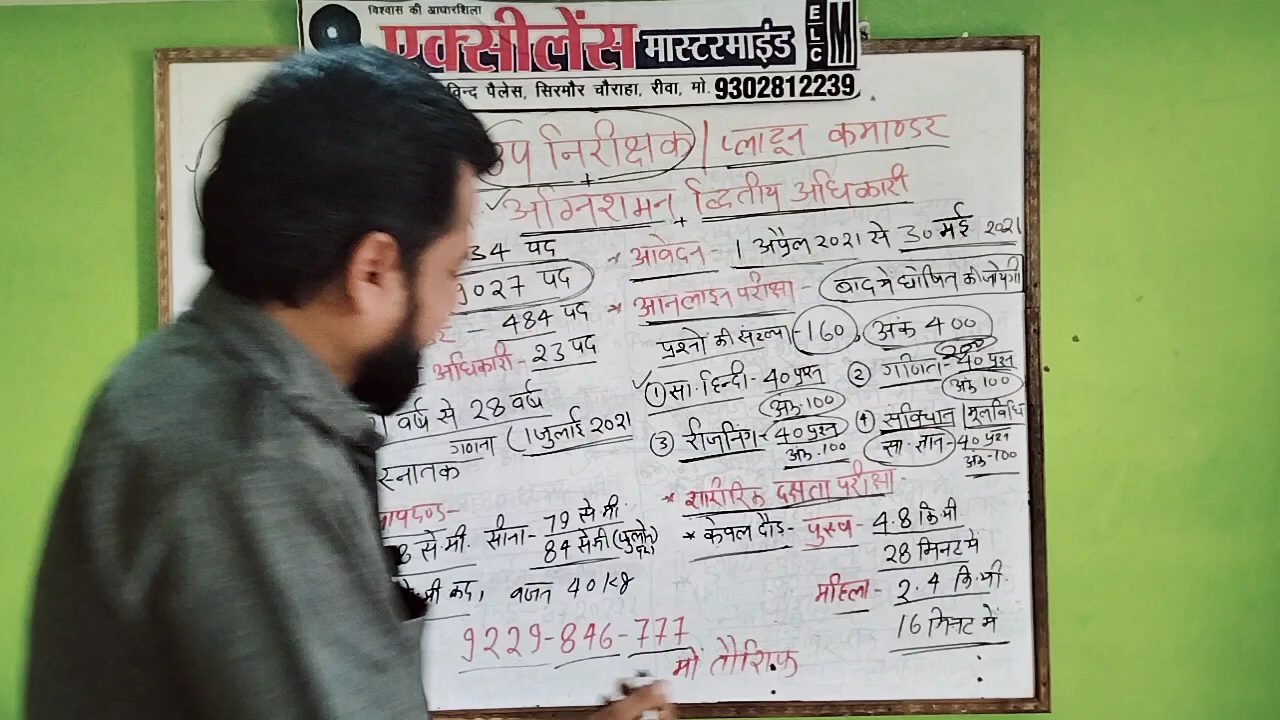 विश्वास की आधारशिला
एक्सीलेंस मास्टरमाइंड ELC M
विन्द पैलेस, सिरमौर चौराहा, रीवा, मो. 9302812239
उप निरीक्षक / प्लाटून कमाण्डर
+
अग्निशमन द्वितीय अधिकारी
+
34 पद
9027 पद
484 पद
अधिकारी - 23 पद
वर्ष से 28 वर्ष
गणना (1 जुलाई 2021
स्नातक
8 से.मी. सीना - 79 से.मी.
84 सेमी (फुलाने पर)
मी कद, वजन 40 kg
* आवेदन - 1 अप्रैल 2021 से 30 मई 2021
* आनलाइन परीक्षा - बाद मे घोषित की जायेगी
प्रश्नो की संख्या - 160, अंक 400
① सा. हिन्दी - 40 प्रश्न
अंक 100
② गणित - 40 प्रश्न
अंक 100
③ रीजनिंग - 40 प्रश्न
अंक - 100
④ संविधान / मूलविधि
सा. ज्ञान - 40 प्रश्न
अंक - 100
* शारीरिक दक्षता परीक्षा
* केवल दौड़ - पुरुष - 4.8 कि.मी
28 मिनट में
महिला - 2.4 कि.मी.
16 मिनट में
9229-846-777
मो तौशिफ